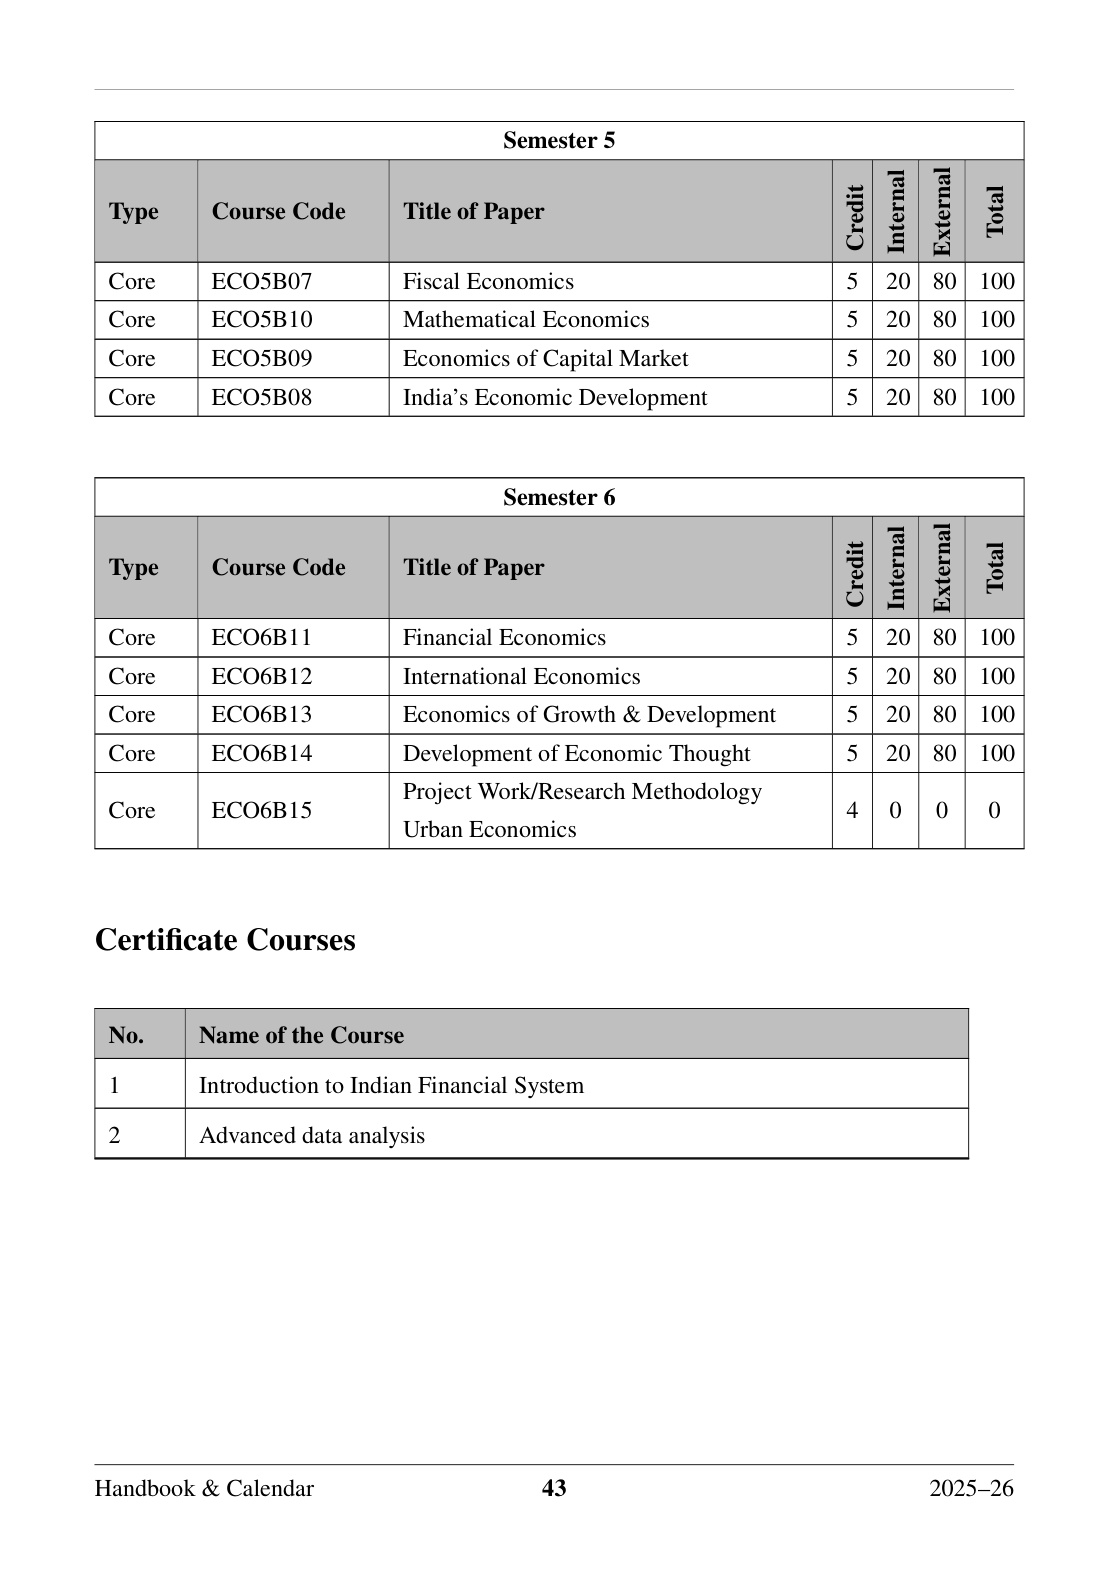 Semester 5
Type Course Code Title of Paper Credit Internal External Total
Core ECO5B07 Fiscal Economics 5 20 80 100
Core ECO5B10 Mathematical Economics 5 20 80 100
Core ECO5B09 Economics of Capital Market 5 20 80 100
Core ECO5B08 India’s Economic Development 5 20 80 100
Semester 6
Type Course Code Title of Paper Credit Internal External Total
Core ECO6B11 Financial Economics 5 20 80 100
Core ECO6B12 International Economics 5 20 80 100
Core ECO6B13 Economics of Growth & Development 5 20 80 100
Core ECO6B14 Development of Economic Thought 5 20 80 100
Project Work/Research Methodology
Core ECO6B15 4 0 0 0
Urban Economics
Certificate Courses
No. Name of the Course
1 Introduction to Indian Financial System
2 Advanced data analysis
Handbook & Calendar 43 2025–26